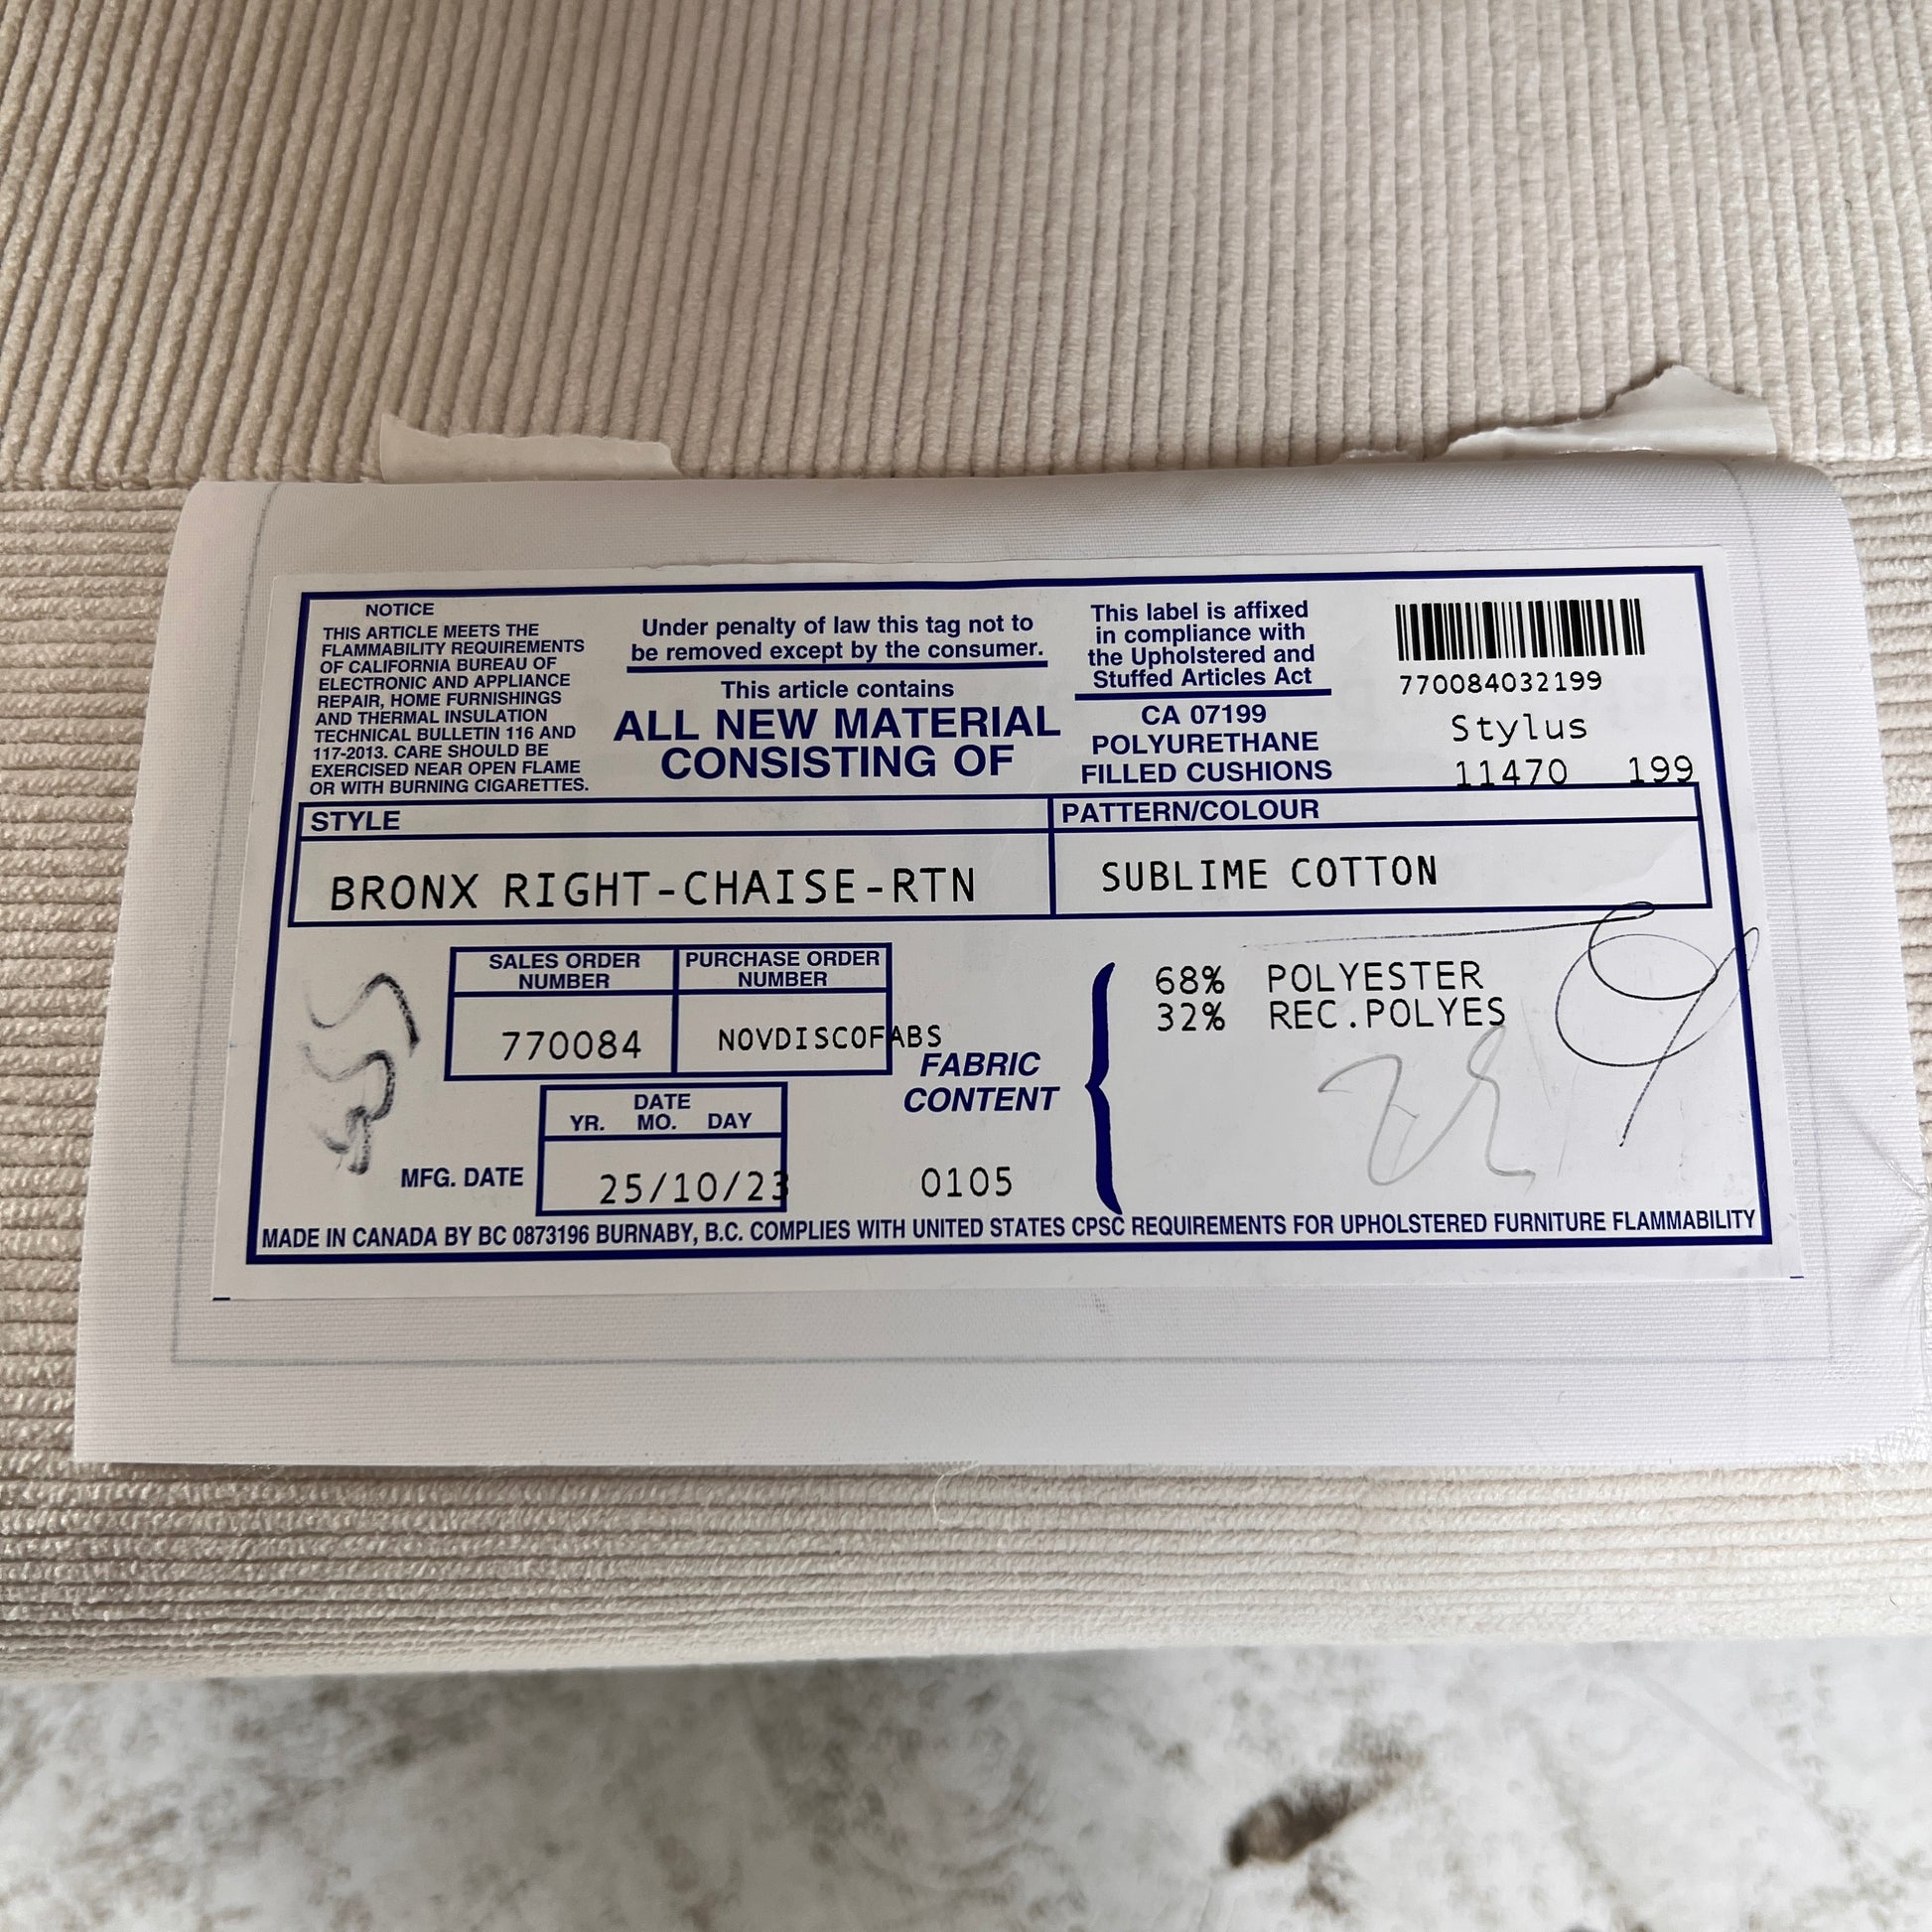 NOTICE
THIS ARTICLE MEETS THE
FLAMMABILITY REQUIREMENTS
OF CALIFORNIA BUREAU OF
ELECTRONIC AND APPLIANCE
REPAIR, HOME FURNISHINGS
AND THERMAL INSULATION
TECHNICAL BULLETIN 116 AND
117-2013. CARE SHOULD BE
EXERCISED NEAR OPEN FLAME
OR WITH BURNING CIGARETTES.
Under penalty of law this tag not to
be removed except by the consumer.
This article contains
ALL NEW MATERIAL
CONSISTING OF
This label is affixed
in compliance with
the Upholstered and
Stuffed Articles Act
CA 07199
POLYURETHANE
FILLED CUSHIONS
770084032199
Stylus
11470 199
STYLE
PATTERN/COLOUR
BRONX RIGHT-CHAISE-RTN
SUBLIME COTTON
SALES ORDER
NUMBER
770084
PURCHASE ORDER
NUMBER
NOVDISCOFABS
FABRIC
CONTENT
68% POLYESTER
32% REC.POLYES
DATE
YR. MO. DAY
MFG. DATE
25/10/23
0105
MADE IN CANADA BY BC 0873196 BURNABY, B.C. COMPLIES WITH UNITED STATES CPSC REQUIREMENTS FOR UPHOLSTERED FURNITURE FLAMMABILITY